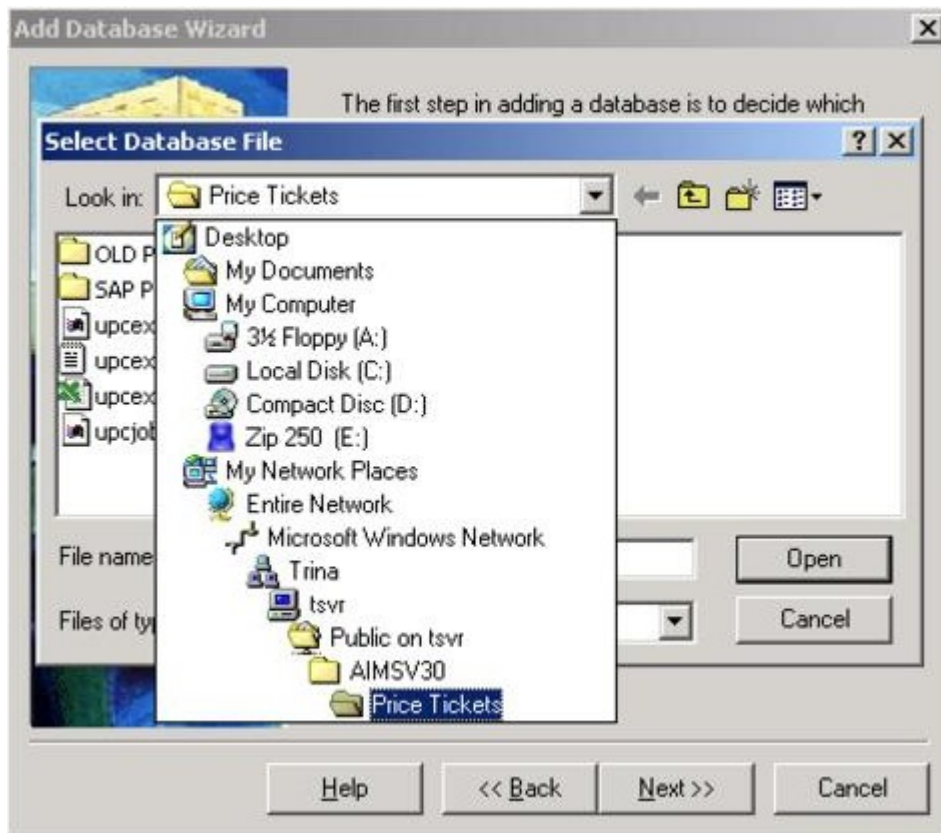 Add Database Wizard
The first step in adding a database is to decide which
Select Database File
Look in: Price Tickets
Desktop
OLD P
My Documents
SAP P
My Computer
upcex
3½ Floppy (A:)
upcex
Local Disk (C:)
upcex
Compact Disc (D:)
upcjob
Zip 250 (E:)
My Network Places
Entire Network
Microsoft Windows Network
File name
Open
Trina
tsvr
Files of typ
Cancel
Public on tsvr
AIMSV30
Price Tickets
Help
<< Back
Next >>
Cancel